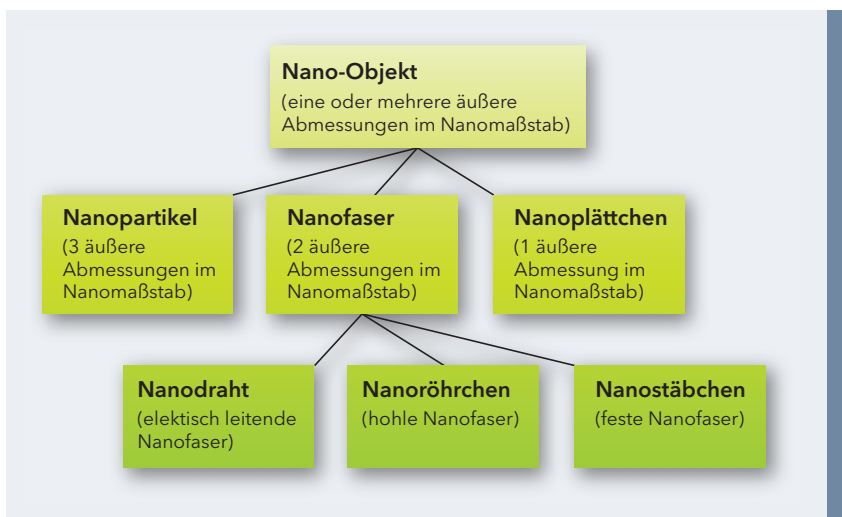 Nano-Objekt
(eine oder mehrere äußere
Abmessungen im Nanomaßstab)
Nanopartikel
(3 äußere
Abmessungen im
Nanomaßstab)
Nanofaser
(2 äußere
Abmessungen im
Nanomaßstab)
Nanoplättchen
(1 äußere
Abmessung im
Nanomaßstab)
Nanodraht
(elektisch leitende
Nanofaser)
Nanoröhrchen
(hohle Nanofaser)
Nanostäbchen
(feste Nanofaser)